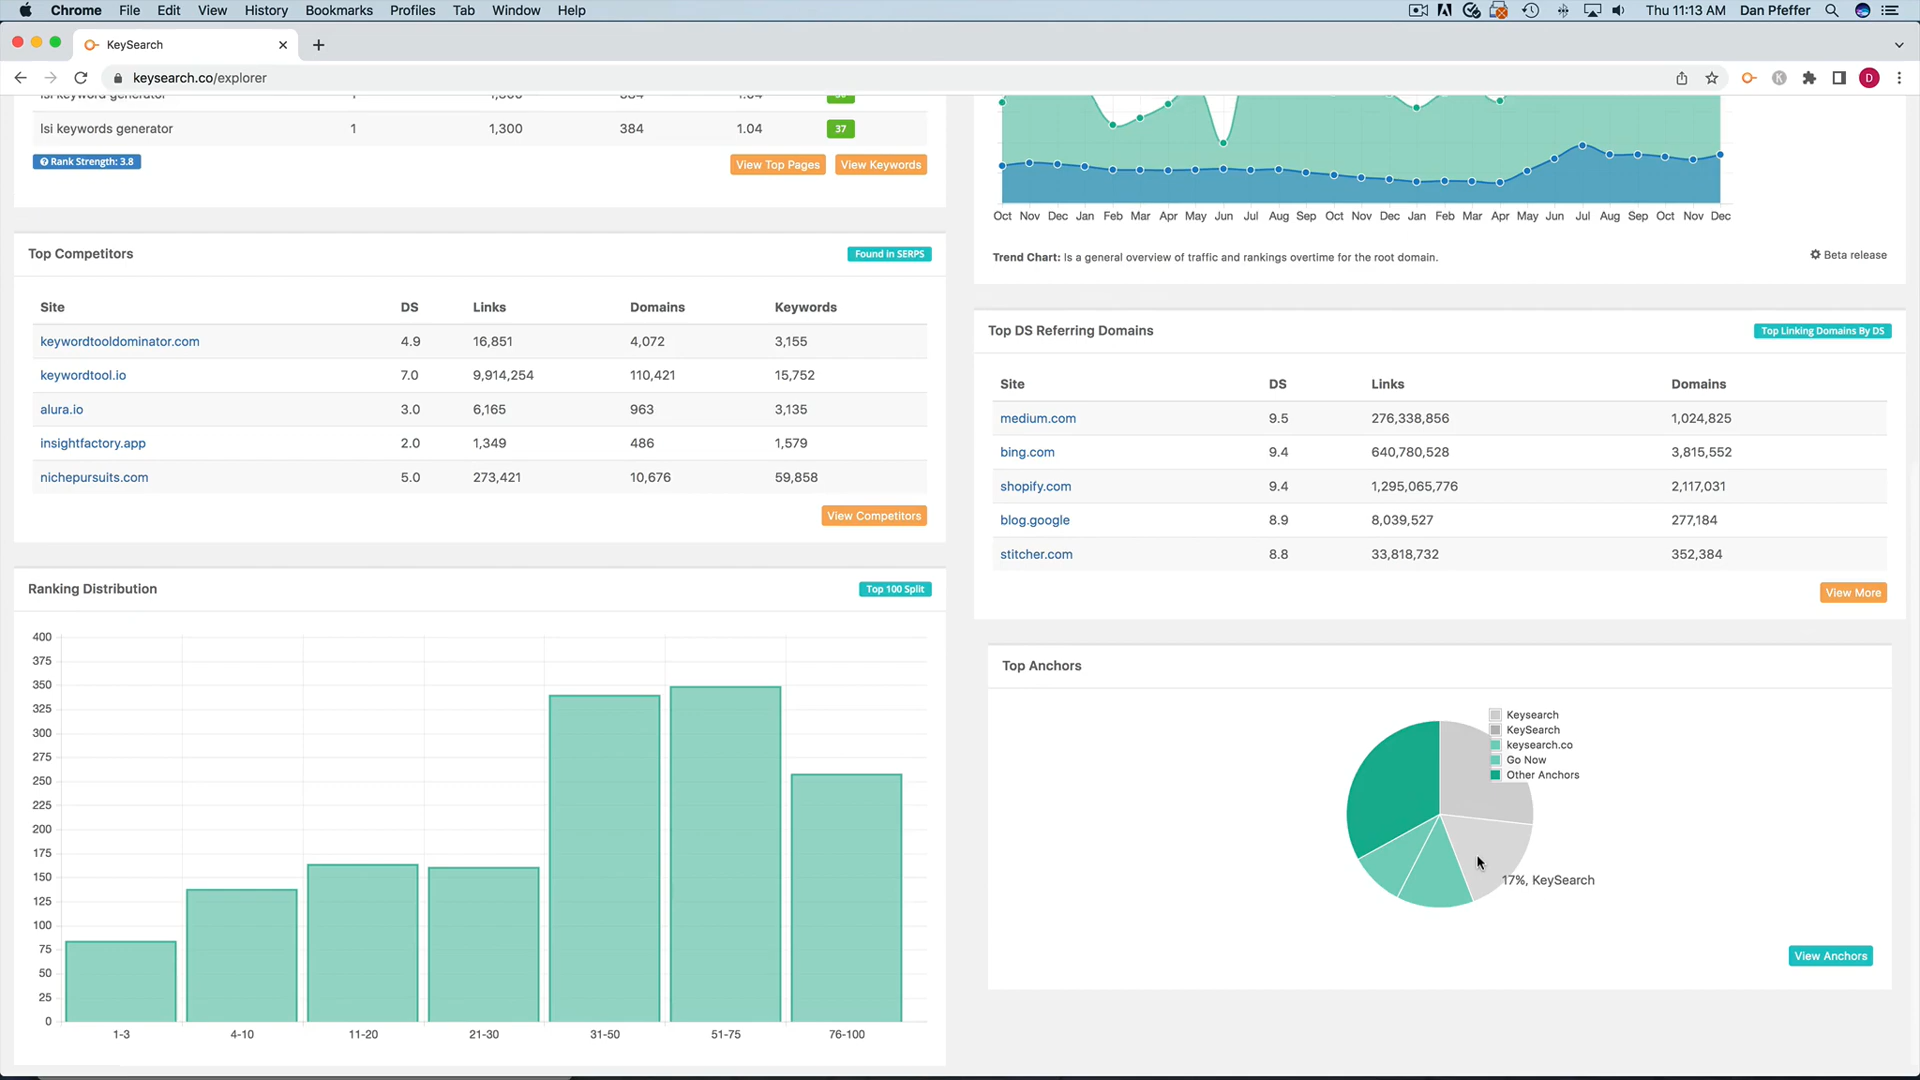 Chrome File Edit View History Bookmarks Profiles Tab Window Help Thu 11:13 AM Dan Pfeffer
KeySearch
keysearch.co/explorer D
lsi keyword generator 1 1,300 384 1.04
lsi keywords generator 1 1,300 384 1.04 37
Rank Strength: 3.8
View Top Pages View Keywords
Top Competitors Found in SERPS
Site DS Links Domains Keywords
keywordtooldominator.com 4.9 16,851 4,072 3,155
keywordtool.io 7.0 9,914,254 110,421 15,752
alura.io 3.0 6,165 963 3,135
insightfactory.app 2.0 1,349 486 1,579
nichepursuits.com 5.0 273,421 10,676 59,858
View Competitors
Ranking Distribution Top 100 Split
400
375
350
325
300
275
250
225
200
175
150
125
100
75
50
25
0
1-3 4-10 11-20 21-30 31-50 51-75 76-100
Oct Nov Dec Jan Feb Mar Apr May Jun Jul Aug Sep Oct Nov Dec Jan Feb Mar Apr May Jun Jul Aug Sep Oct Nov Dec
Trend Chart: Is a general overview of traffic and rankings overtime for the root domain. Beta release
Top DS Referring Domains Top Linking Domains By DS
Site DS Links Domains
medium.com 9.5 276,338,856 1,024,825
bing.com 9.4 640,780,528 3,815,552
shopify.com 9.4 1,295,065,776 2,117,031
blog.google 8.9 8,039,527 277,184
stitcher.com 8.8 33,818,732 352,384
View More
Top Anchors
Keysearch
KeySearch
keysearch.co
Go Now
Other Anchors
17%, KeySearch
View Anchors